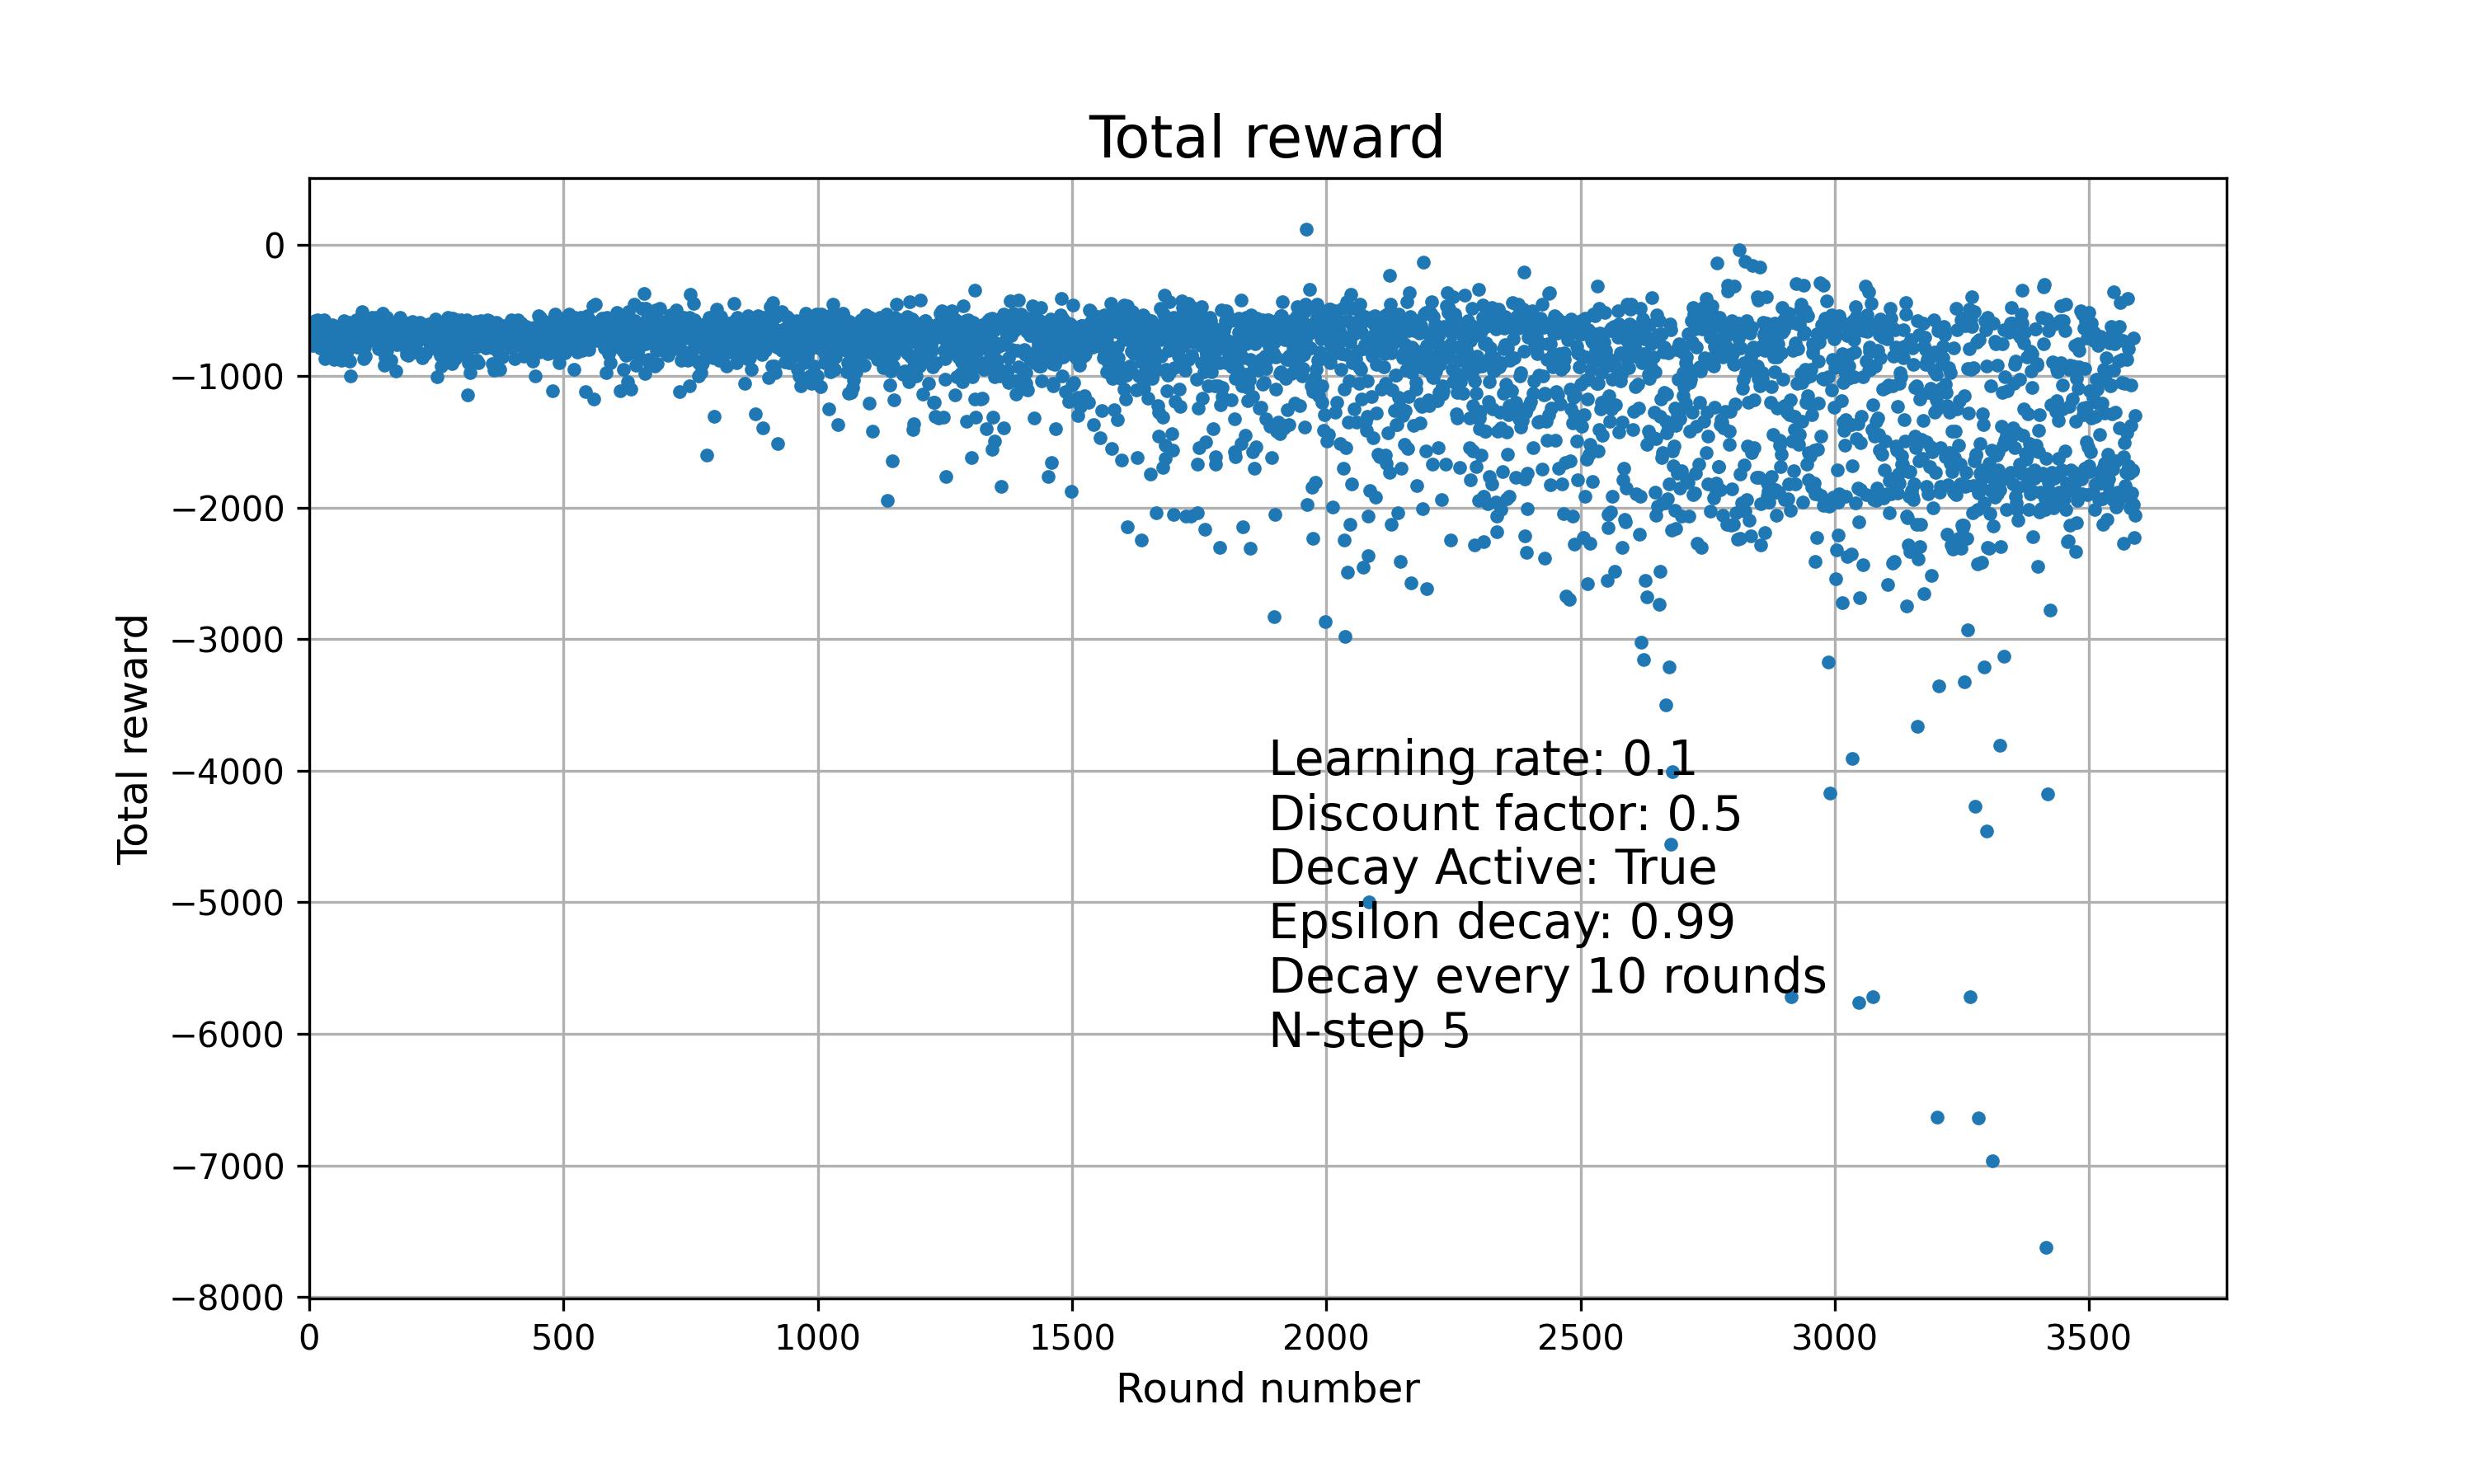 Total reward
Total reward
0
−1000
−2000
−3000
−4000
−5000
−6000
−7000
−8000
Learning rate: 0.1
Discount factor: 0.5
Decay Active: True
Epsilon decay: 0.99
Decay every 10 rounds
N-step 5
0 500 1000 1500 2000 2500 3000 3500
Round number